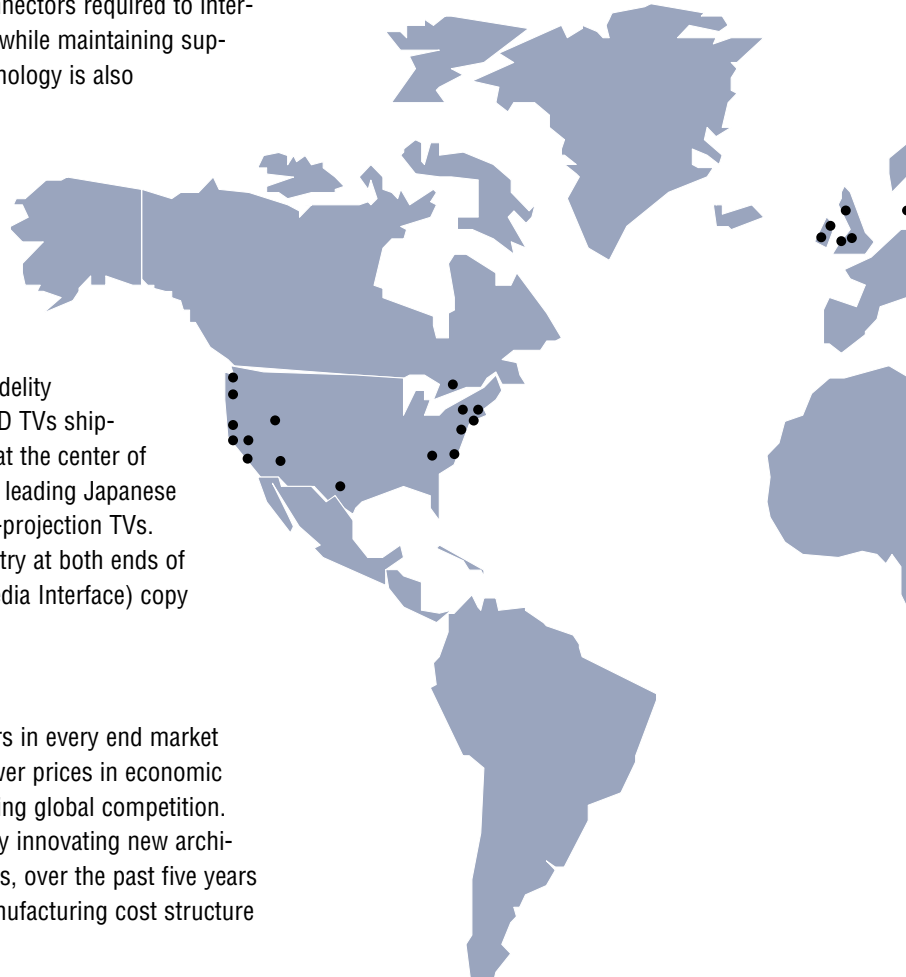 nnectors required to inter-
while maintaining sup-
nology is also
delity
D TVs ship-
at the center of
leading Japanese
-projection TVs.
try at both ends of
dia Interface) copy
rs in every end market
ver prices in economic
ing global competition.
y innovating new archi-
s, over the past five years
nufacturing cost structure